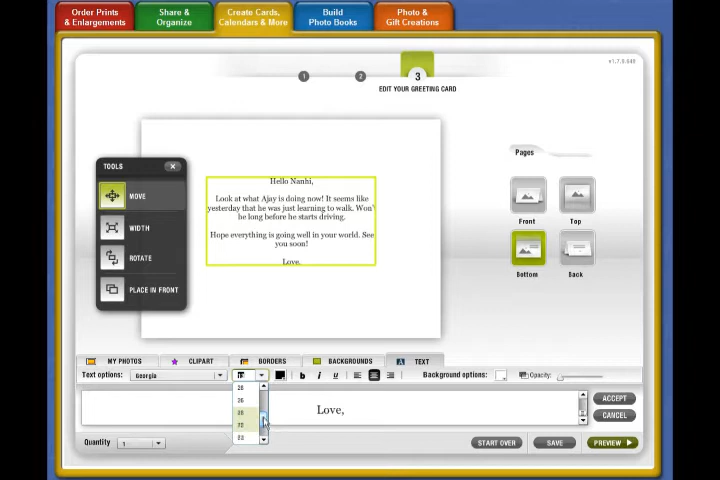 Order Prints
& Enlargements
Share &
Organize
Create Cards,
Calendars & More
Build
Photo Books
Photo &
Gift Creations
1
2
3
EDIT YOUR GREETING CARD
TOOLS
MOVE
WIDTH
ROTATE
PLACE IN FRONT
Hello Nanhi,
Look at what Ajay is doing now! It seems like
yesterday that he was just learning to walk. Won't
he long before he starts driving.
Hope everything is going well in your world. See
you soon!
Love,
Pages
Front
Top
Bottom
Back
MY PHOTOS
CLIPART
BORDERS
BACKGROUNDS
TEXT
Text options:
Georgia
b
i
u
Background options:
Opacity:
Love,
ACCEPT
CANCEL
Quantity
1
START OVER
SAVE
PREVIEW